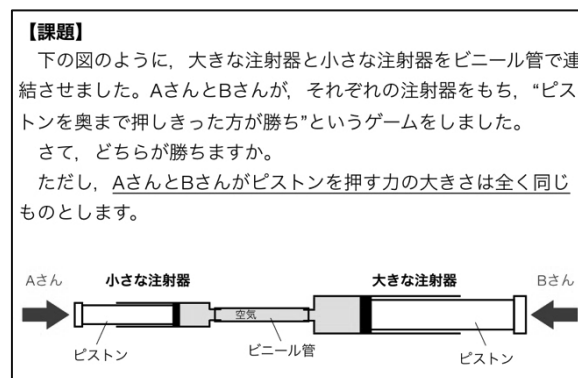 【課題】
　下の図のように，大きな注射器と小さな注射器をビニール管で連
結させました。AさんとBさんが，それぞれの注射器をもち，“ピス
トンを奥まで押しきった方が勝ち”というゲームをしました。
　さて，どちらが勝ちますか。
　ただし，AさんとBさんがピストンを押す力の大きさは全く同じ
ものとします。
Aさん　小さな注射器　大きな注射器　Bさん
空気
ピストン　ビニール管　ピストン